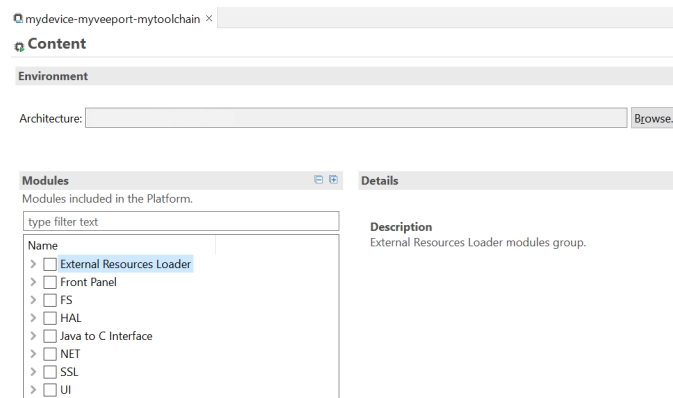 mydevice-myveeport-mytoolchain
Content
Environment
Architecture: Browse.
Modules
Modules included in the Platform.
type filter text
Name
External Resources Loader
Front Panel
FS
HAL
Java to C Interface
NET
SSL
UI
Details
Description
External Resources Loader modules group.